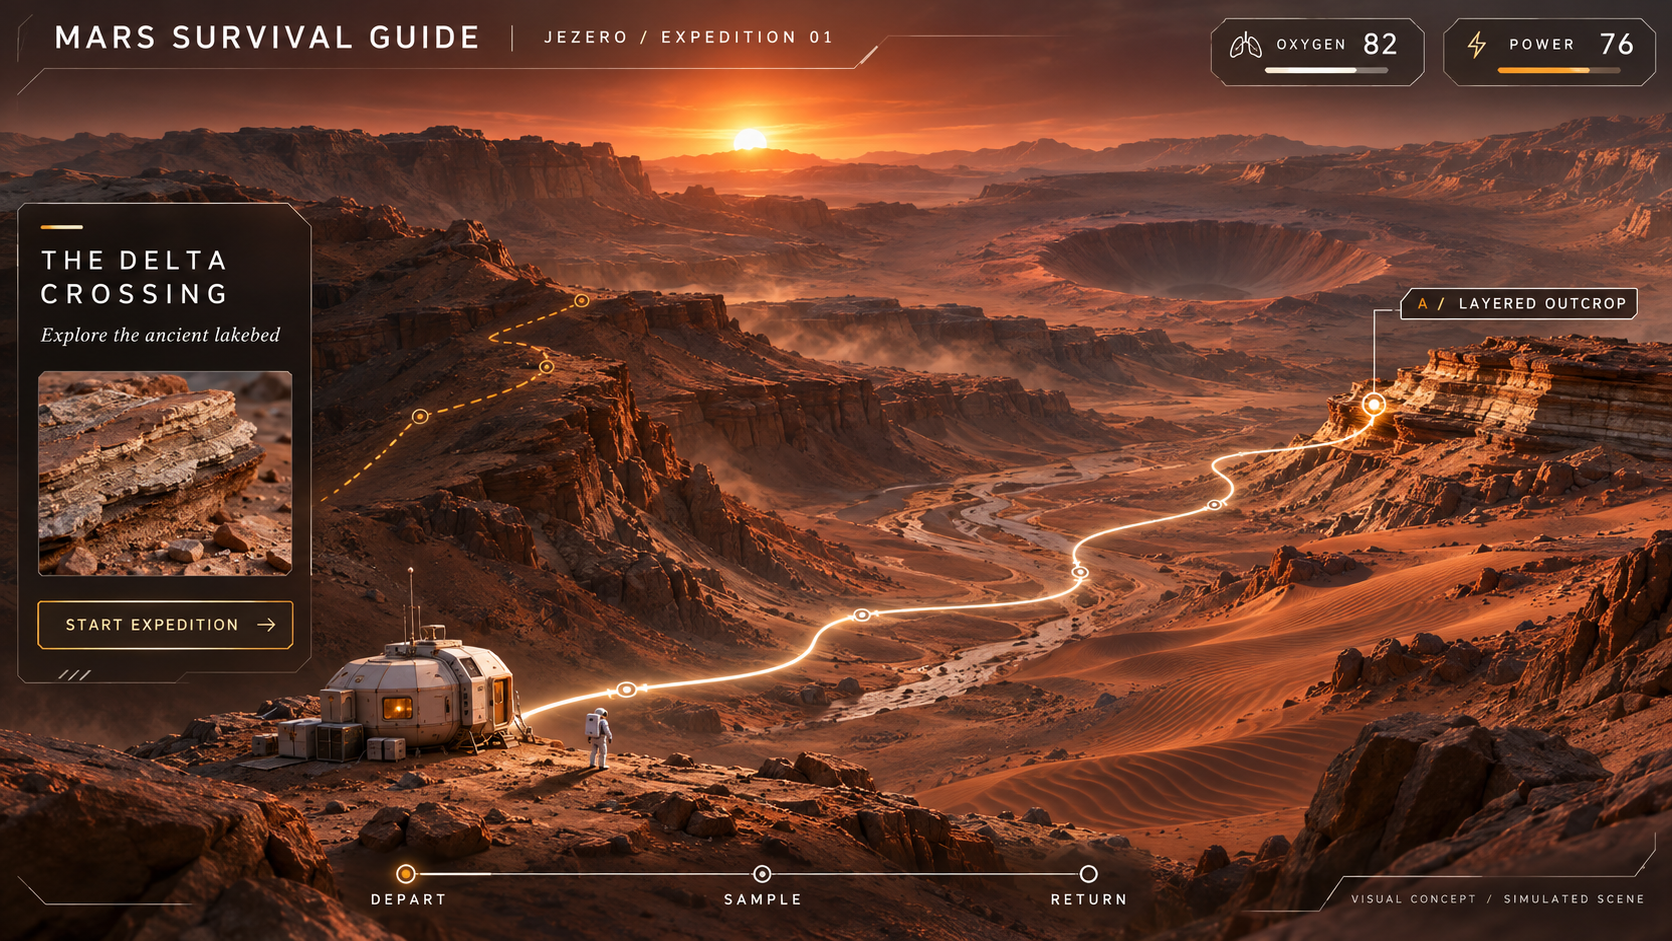 MARS SURVIVAL GUIDE
JEZERO / EXPEDITION 01
OXYGEN 82
POWER 76
THE DELTA
CROSSING
Explore the ancient lakebed
START EXPEDITION →
A / LAYERED OUTCROP
DEPART
SAMPLE
RETURN
VISUAL CONCEPT / SIMULATED SCENE